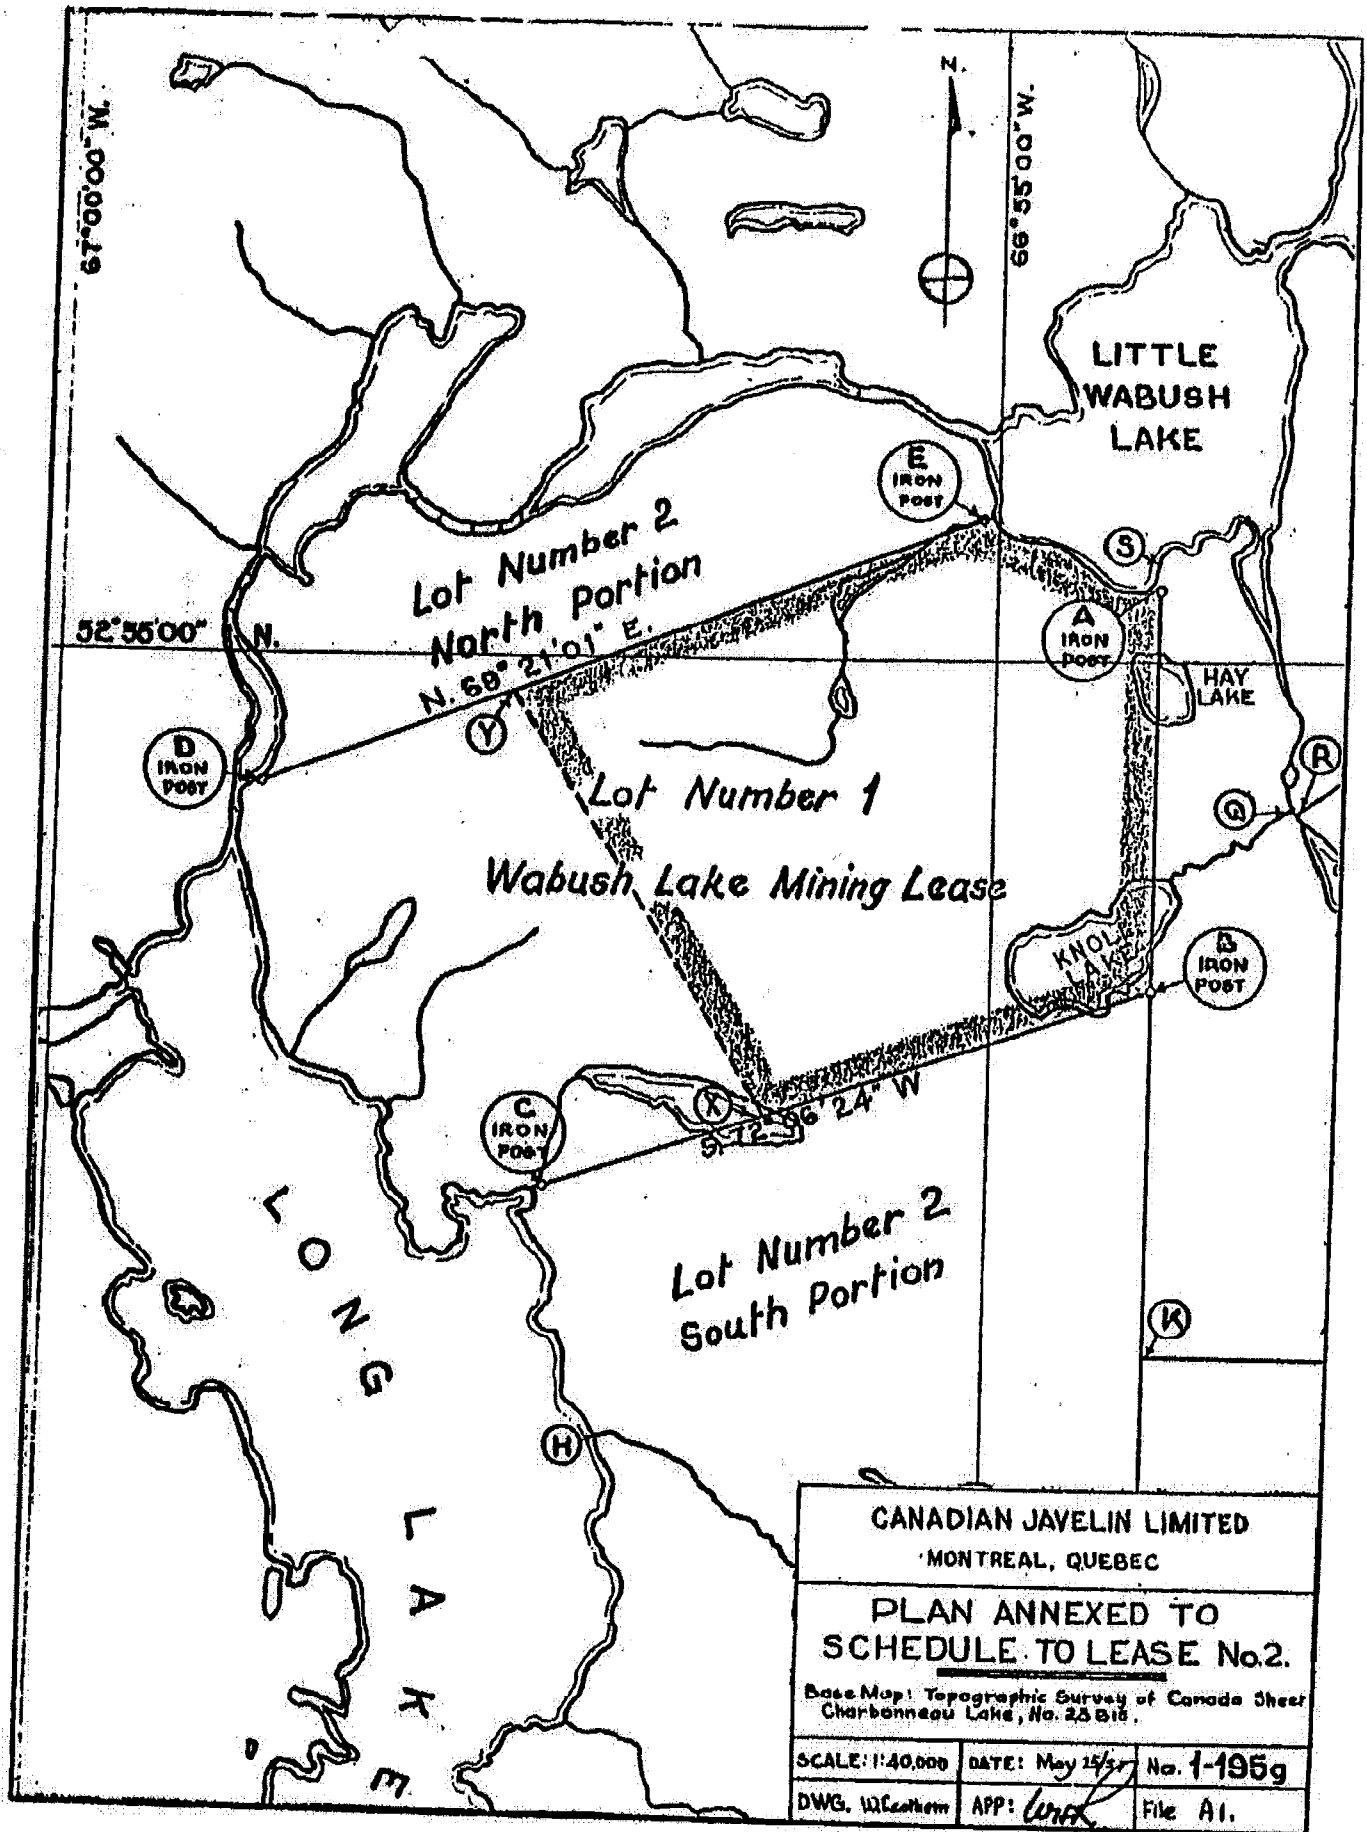 67°00'00" W.
N.
66°55'00" W.
LITTLE
WABUSH
LAKE
E
IRON
POST
S
Lot Number 2
North Portion
N. 69° 21' 01" E.
52°55'00" N.
A
IRON
POST
HAY
LAKE
Y
D
IRON
POST
R
Q
Lot Number 1
Wabush Lake Mining Lease
KNOLL
LAKE
B
IRON
POST
C
IRON
POST
X
S. 72° 06' 24" W
LONG LAKE
Lot Number 2
South Portion
K
H
CANADIAN JAVELIN LIMITED
MONTREAL, QUEBEC
PLAN ANNEXED TO
SCHEDULE TO LEASE No.2.
Base Map: Topographic Survey of Canada Sheet
Charbonneau Lake, No.
SCALE: 1:40,000
DATE: May
No. 1-195g
DWG.
APP:
File A1.